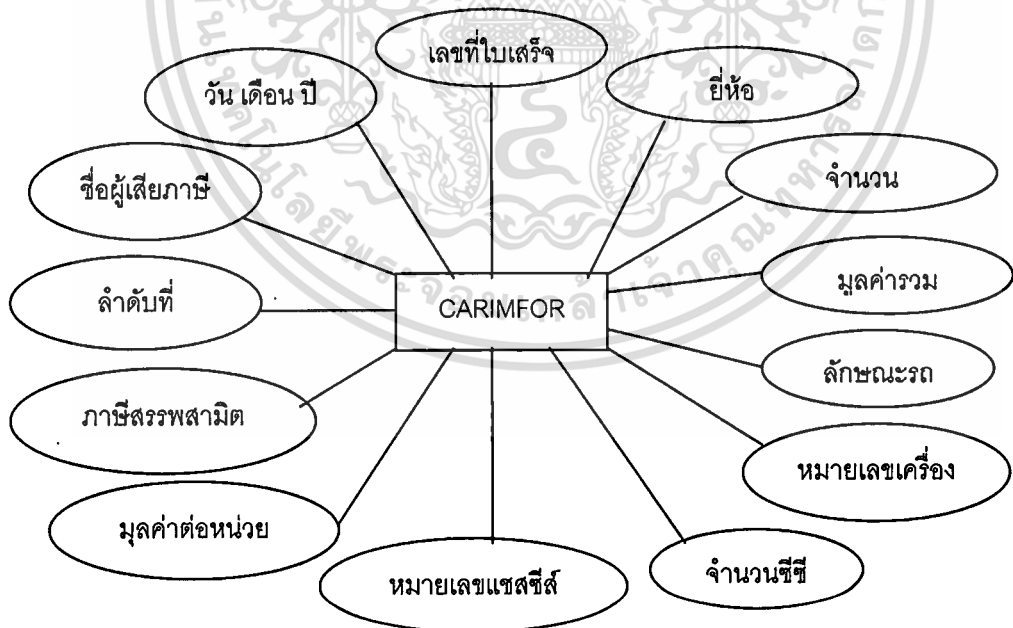 เลขที่ใบเสร็จ
วัน เดือน ปี
ยี่ห้อ
ชื่อผู้เสียภาษี
จำนวน
ลำดับที่
CARIMFOR
มูลค่ารวม
ภาษีสรรพสามิต
ลักษณะรถ
มุลค่าต่อหน่วย
หมายเลขเครื่อง
หมายเลขแชสซีส์
จำนวนซีซี